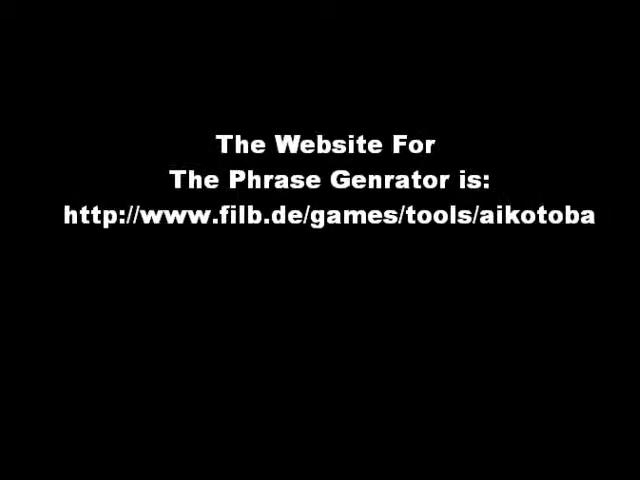 The Website For
The Phrase Genrator is:
http://www.filb.de/games/tools/aikotoba